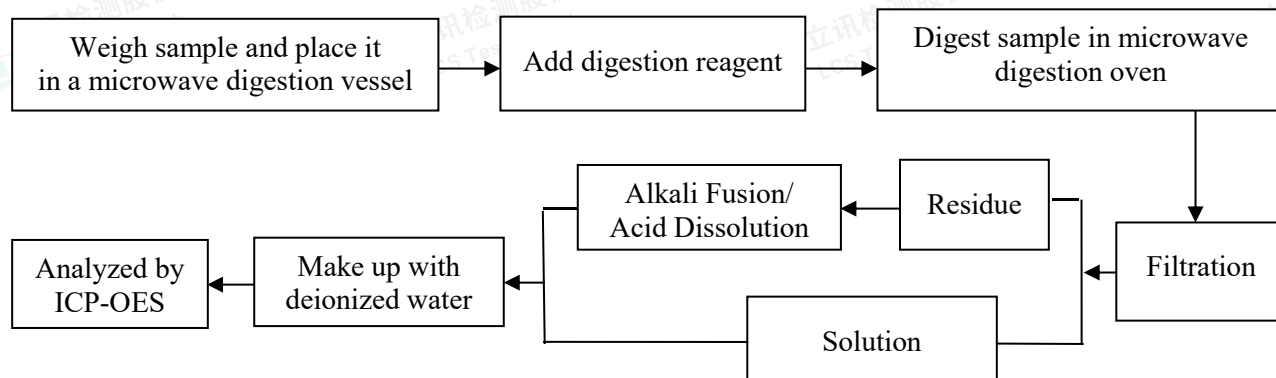 Weigh sample and place it
in a microwave digestion vessel
Add digestion reagent
Digest sample in microwave
digestion oven
Alkali Fusion/
Acid Dissolution
Residue
Filtration
Analyzed by
ICP-OES
Make up with
deionized water
Solution